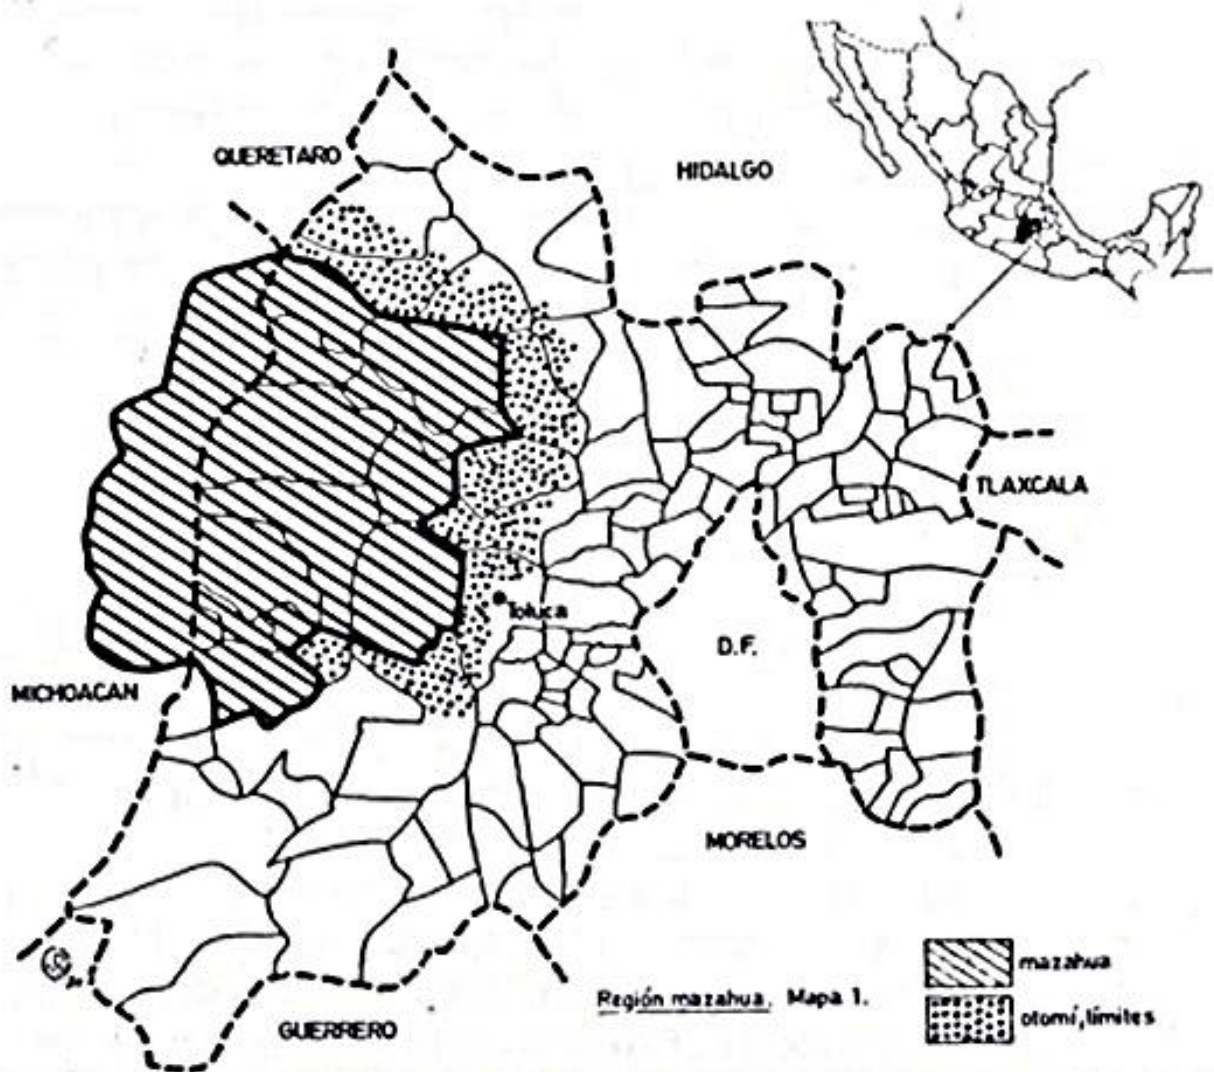 QUERETARO
HIDALGO
TLAXCALA
Toluca
D.F.
MICHOACAN
MORELOS
mazahua
Región mazahua. Mapa 1.
otomí, límites
GUERRERO